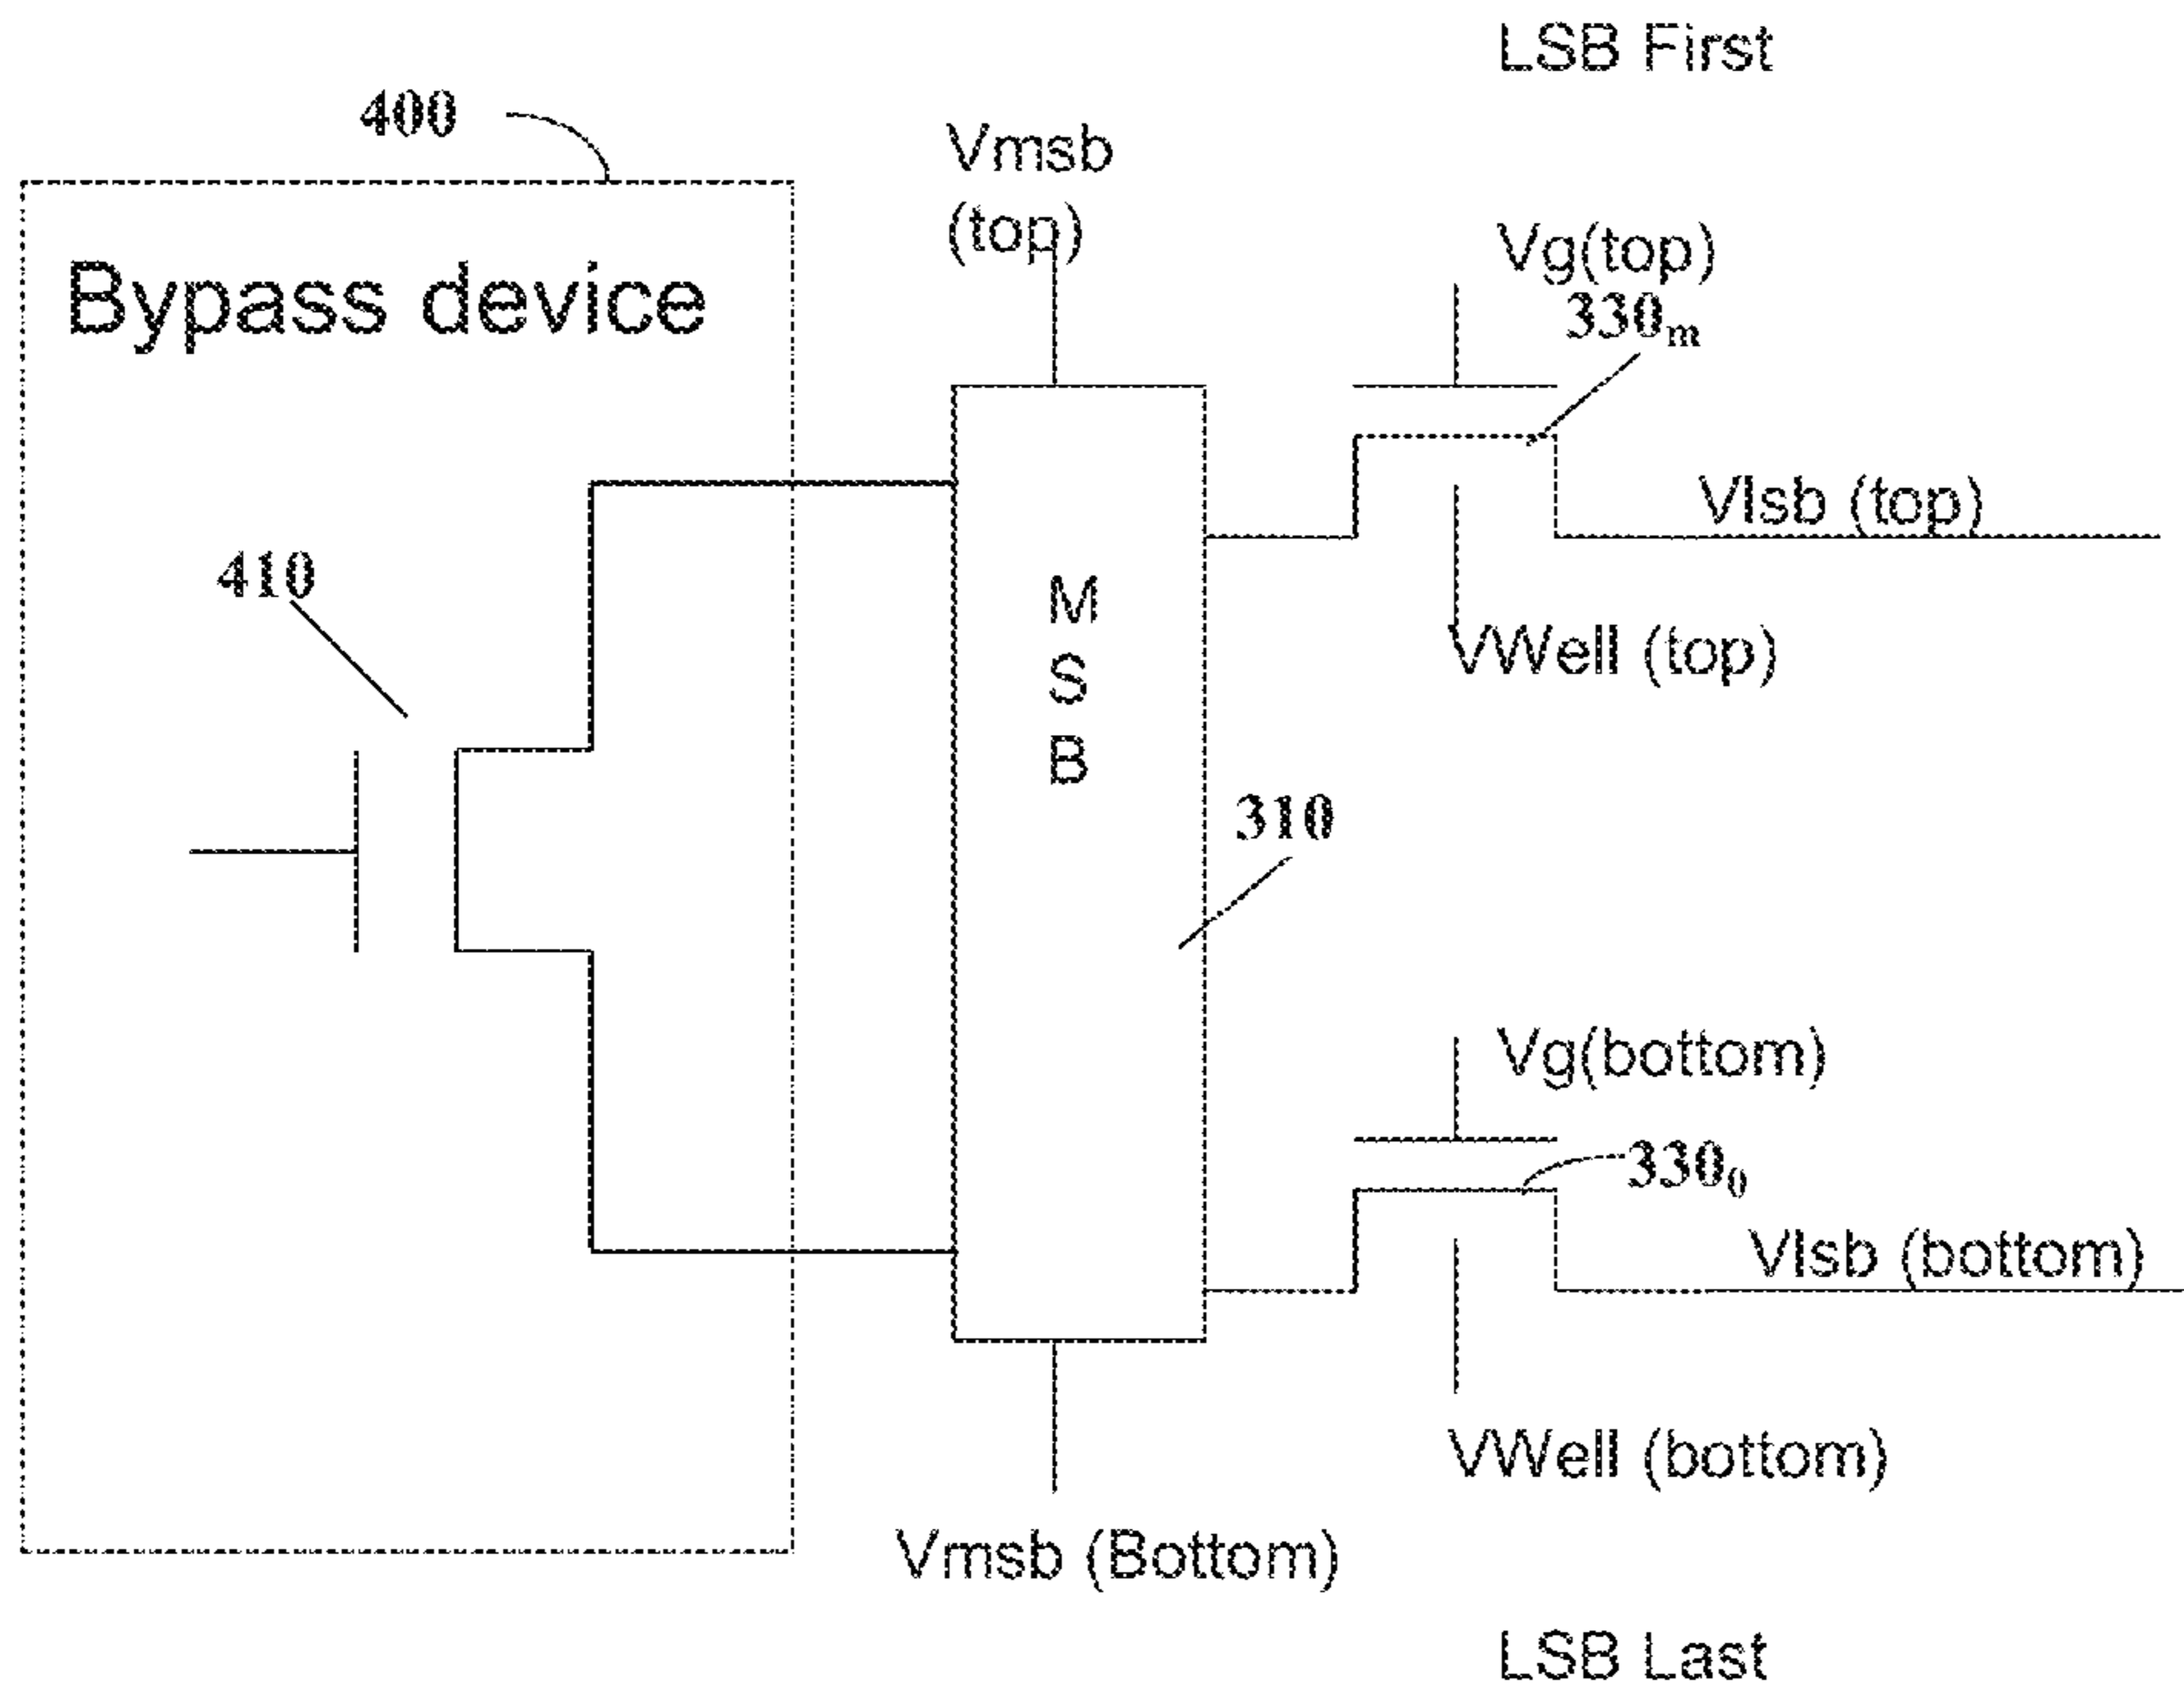 LSB First
400
Vmsb
(top)
Vg(top)
330m
Bypass device
Vlsb (top)
410
M
S
B
VWell (top)
310
Vg(bottom)
3300
Vlsb (bottom)
VWell (bottom)
Vmsb (Bottom)
LSB Last